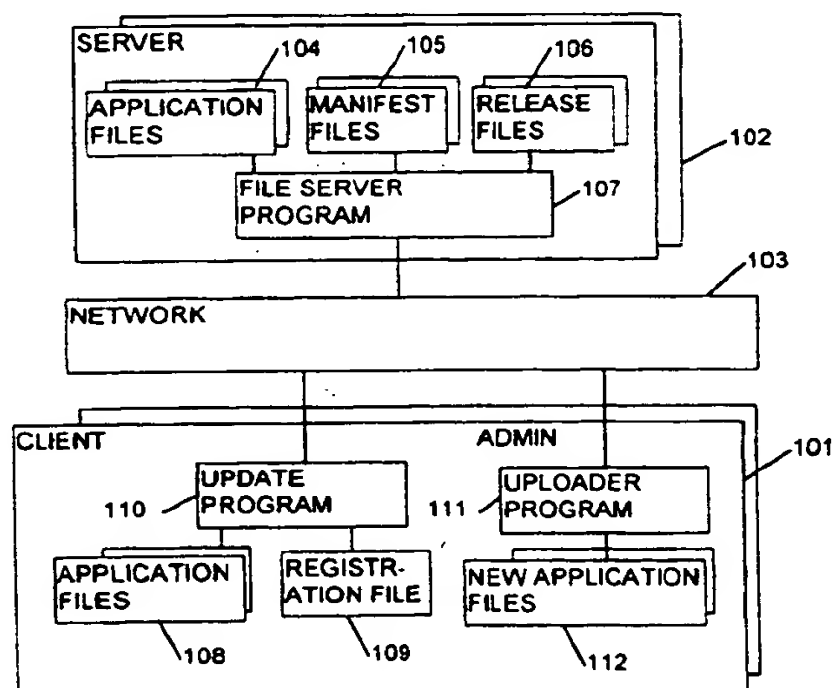 SERVER
104
105
106
APPLICATION
FILES
MANIFEST
FILES
RELEASE
FILES
102
FILE SERVER
PROGRAM
107
103
NETWORK
CLIENT
ADMIN
101
UPDATE
PROGRAM
110
UPLOADER
PROGRAM
111
APPLICATION
FILES
REGISTR-
ATION FILE
NEW APPLICATION
FILES
108
109
112